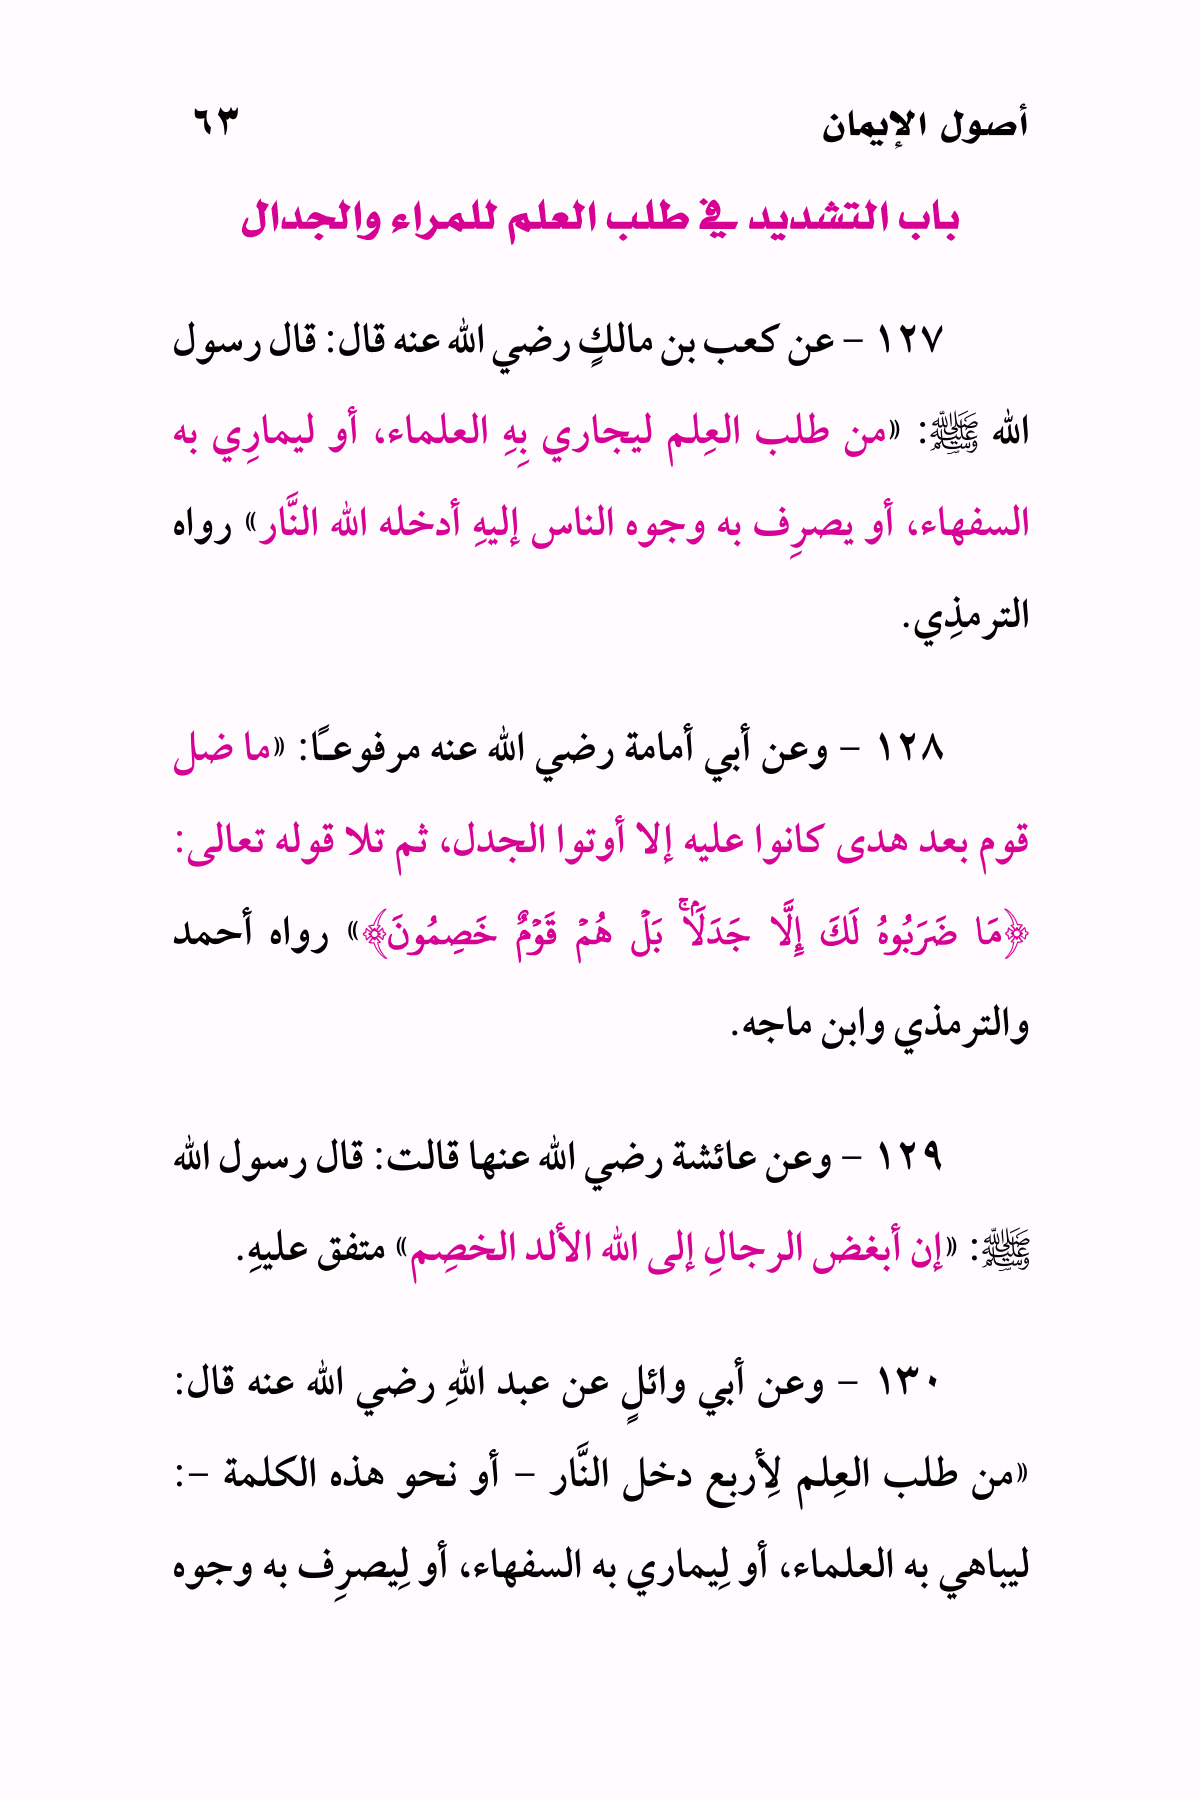 أصول الإيمان ٦٣
باب التشديد في طلب العلم للمراء والجدال
١٢٧ - عن كعب بن مالكٍ رضي الله عنه قال: قال رسول
الله ﷺ: «من طلب العِلم ليجاري بِهِ العلماء، أو ليمارِي به
السفهاء، أو يصرِف به وجوه الناس إليهِ أدخله الله النَّار» رواه
الترمذِي.
١٢٨ - وعن أبي أمامة رضي الله عنه مرفوعـًا: «ما ضل
قوم بعد هدى كانوا عليه إلا أوتوا الجدل، ثم تلا قوله تعالى:
﴿مَا ضَرَبُوهُ لَكَ إِلَّا جَدَلَۢاۚ بَلۡ هُمۡ قَوۡمٌ خَصِمُونَ﴾» رواه أحمد
والترمذي وابن ماجه.
١٢٩ - وعن عائشة رضي الله عنها قالت: قال رسول الله
ﷺ: «إن أبغض الرجالِ إلى الله الألد الخصِم» متفق عليهِ.
١٣٠ - وعن أبي وائلٍ عن عبد اللهِ رضي الله عنه قال:
«من طلب العِلم لِأربع دخل النَّار - أو نحو هذه الكلمة -:
ليباهي به العلماء، أو لِيماري به السفهاء، أو لِيصرِف به وجوه